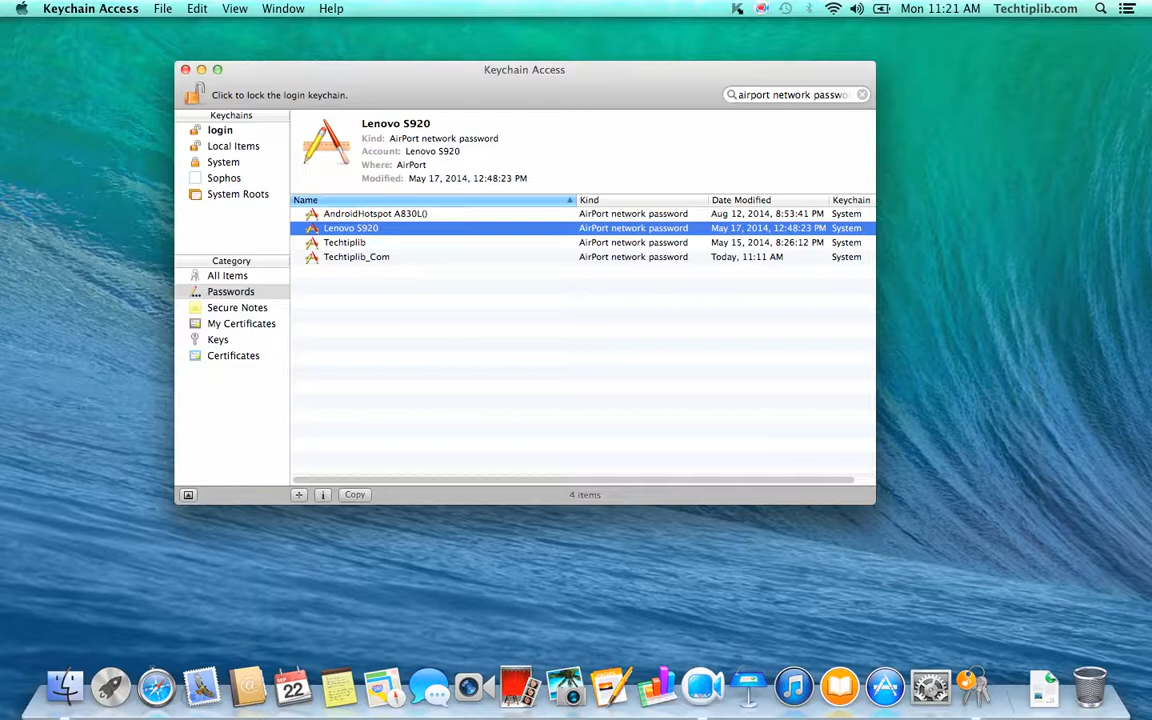 Keychain Access File Edit View Window Help Mon 11:21 AM Techtiplib.com
Keychain Access
Click to lock the login keychain. airport network passwo
Keychains
login
Local Items
System
Sophos
System Roots
Category
All Items
Passwords
Secure Notes
My Certificates
Keys
Certificates
Lenovo S920
Kind: AirPort network password
Account: Lenovo S920
Where: AirPort
Modified: May 17, 2014, 12:48:23 PM
Name Kind Date Modified Keychain
AndroidHotspot A830L() AirPort network password Aug 12, 2014, 8:53:41 PM System
Lenovo S920 AirPort network password May 17, 2014, 12:48:23 PM System
Techtiplib AirPort network password May 15, 2014, 8:26:12 PM System
Techtiplib_Com AirPort network password Today, 11:11 AM System
+ i Copy 4 items
SEP
22